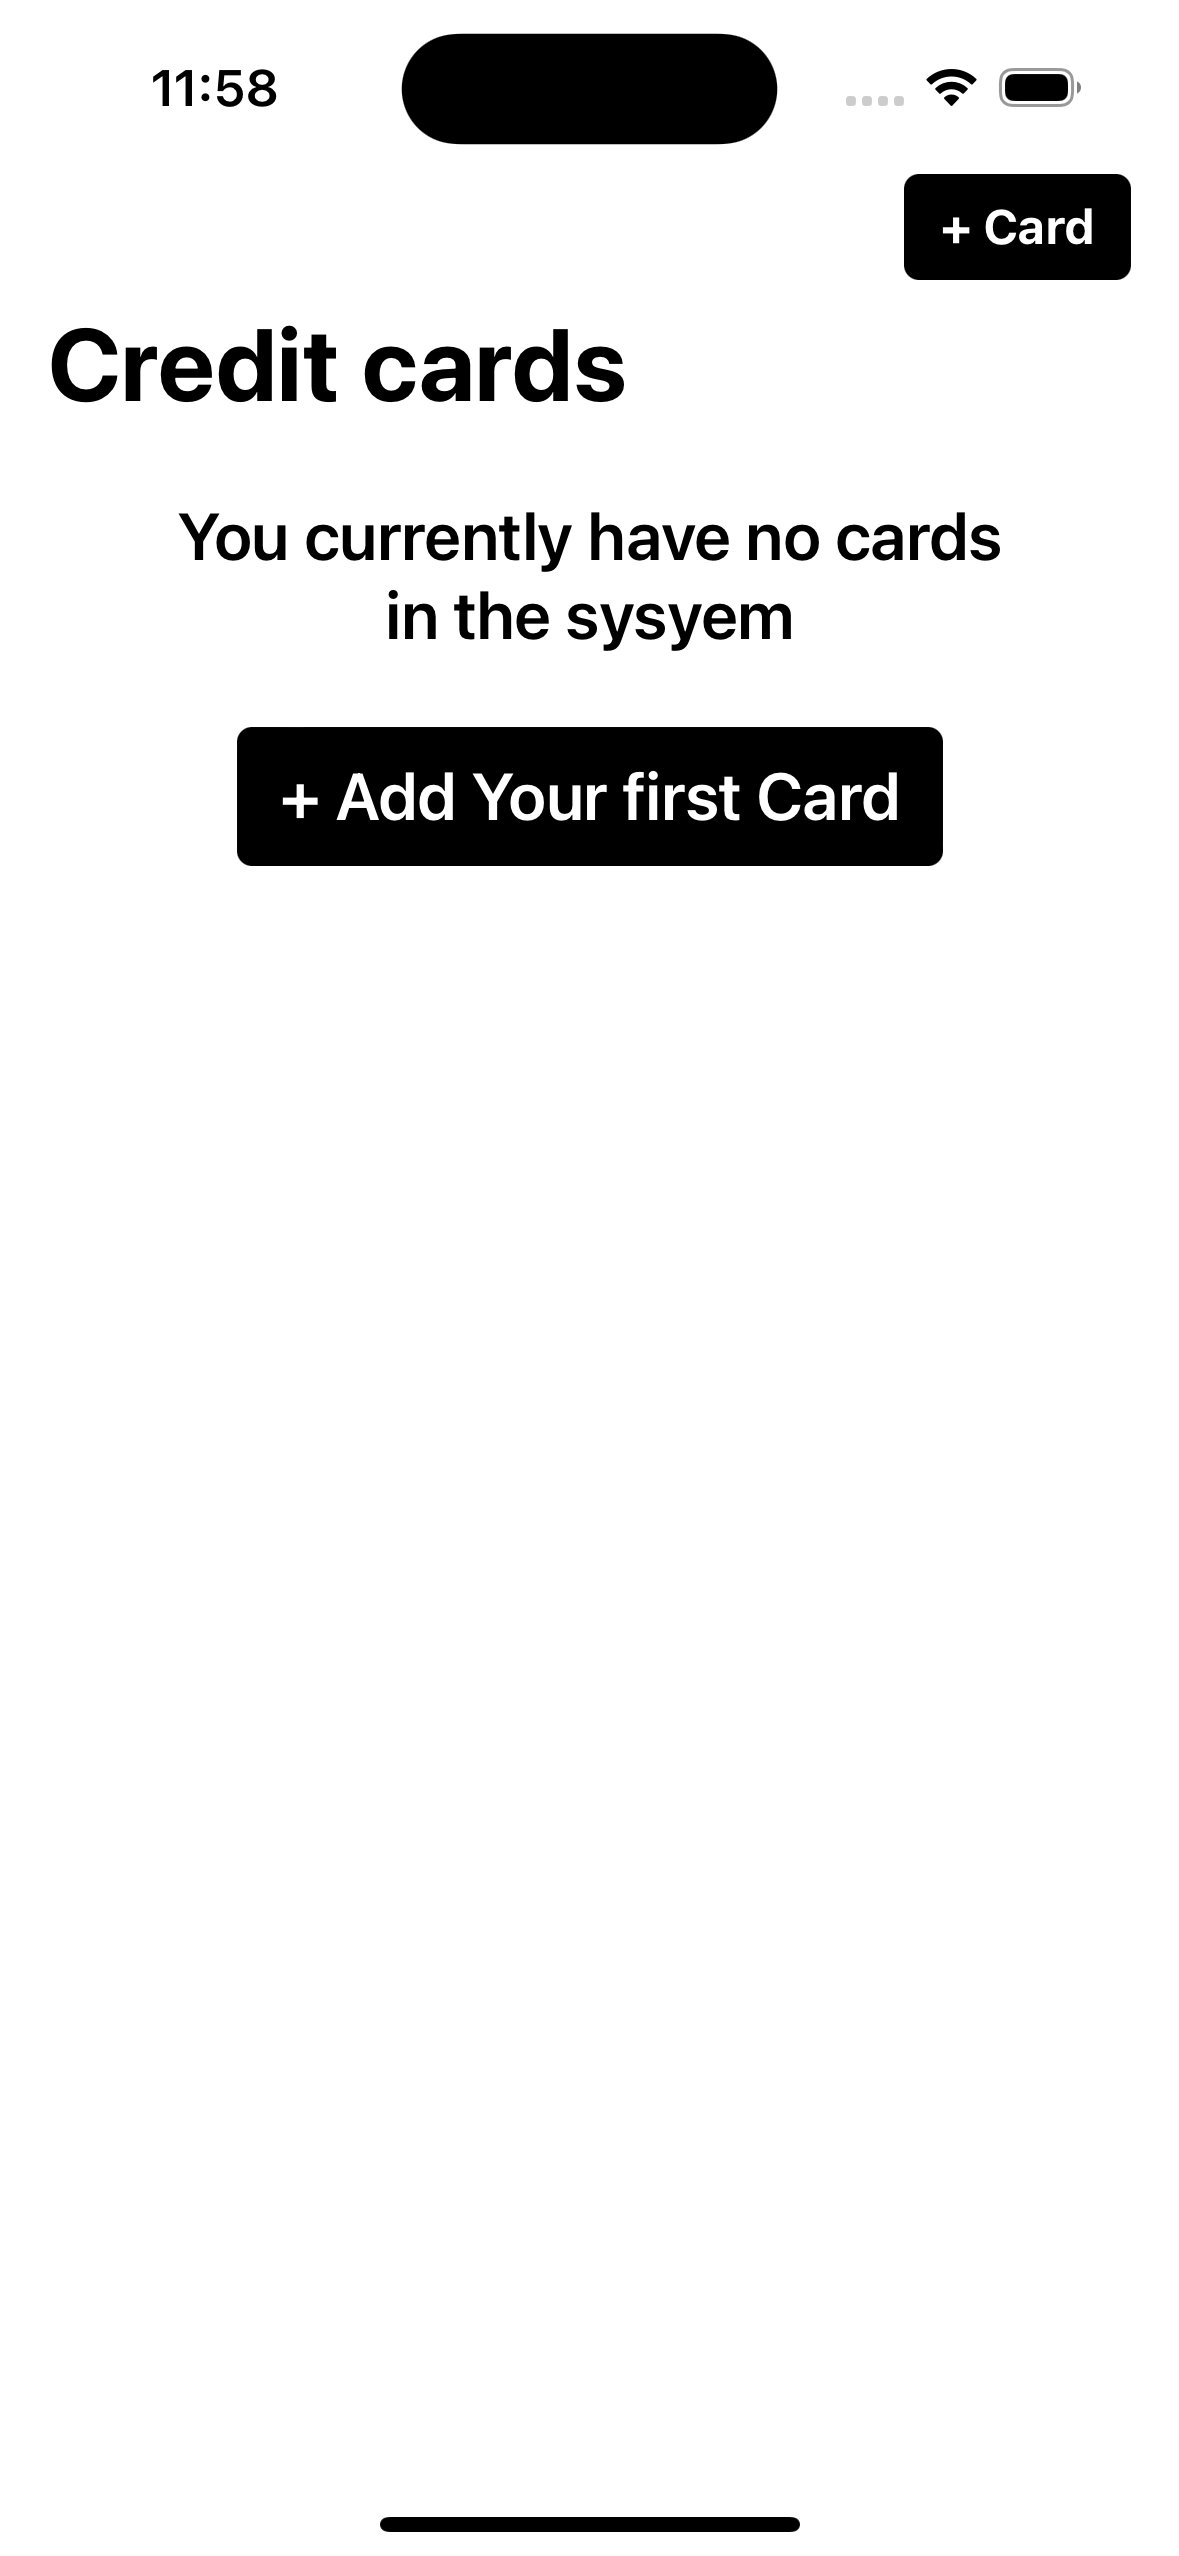 11:58
+ Card
Credit cards
You currently have no cards
in the sysyem
+ Add Your first Card